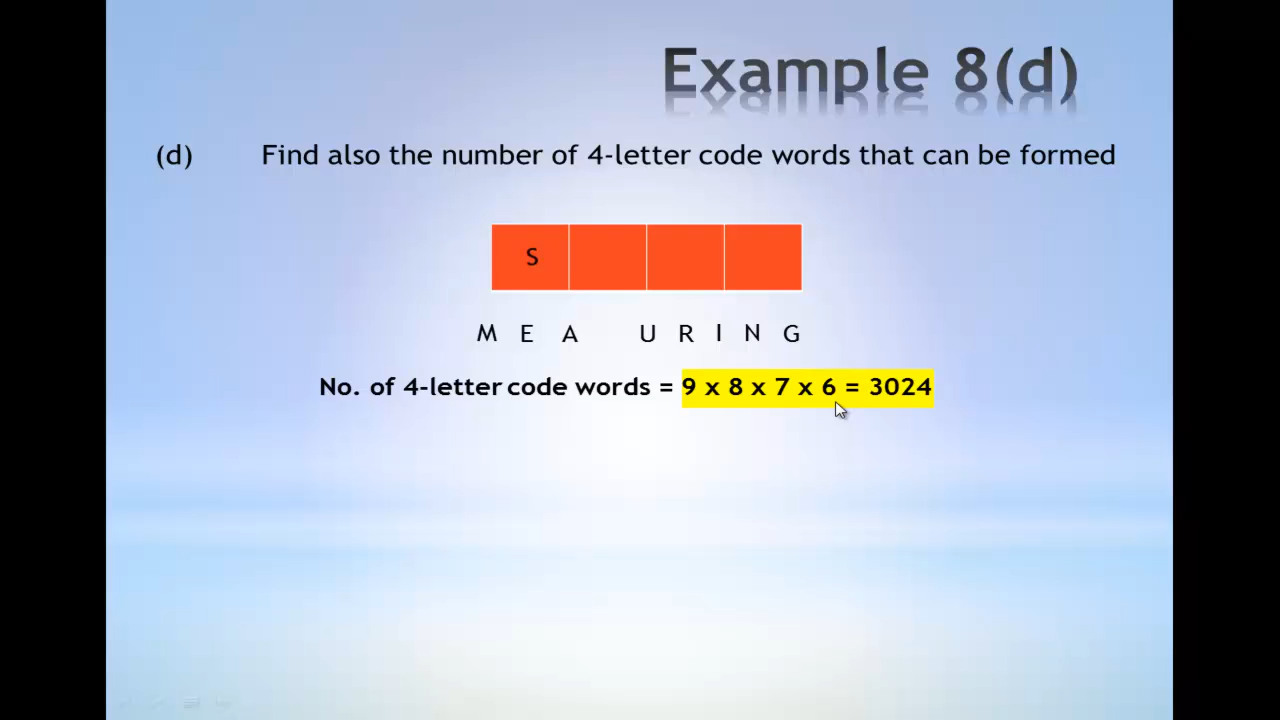 Example 8(d)
(d) Find also the number of 4-letter code words that can be formed
S
M E A U R I N G
No. of 4-letter code words = 9 x 8 x 7 x 6 = 3024